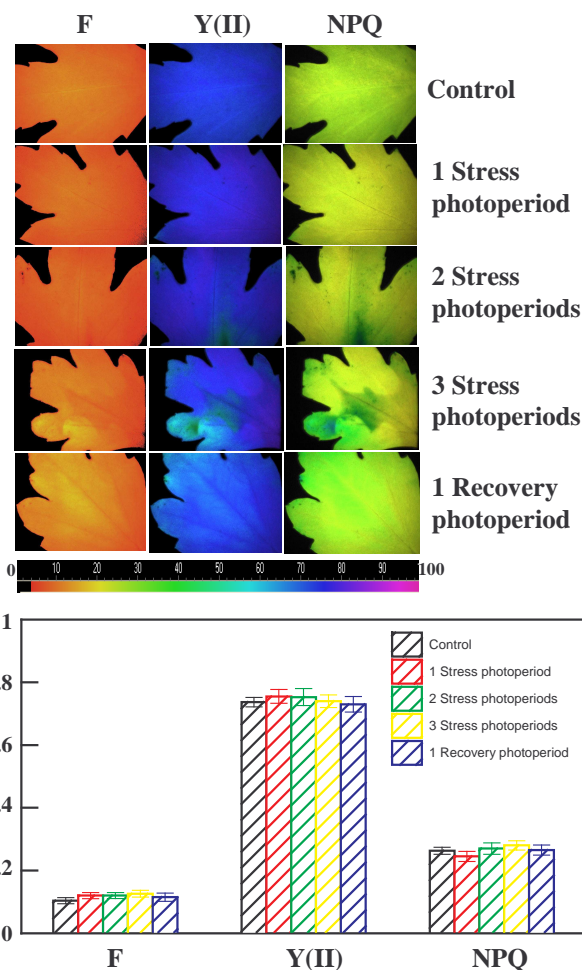 F Y(II) NPQ
Control
1 Stress
photoperiod
2 Stress
photoperiods
3 Stress
photoperiods
1 Recovery
photoperiod
0 10 20 30 40 50 60 70 80 90 100
1
.8
.6
.4
.2
0
Control
1 Stress photoperiod
2 Stress photoperiods
3 Stress photoperiods
1 Recovery photoperiod
F Y(II) NPQ